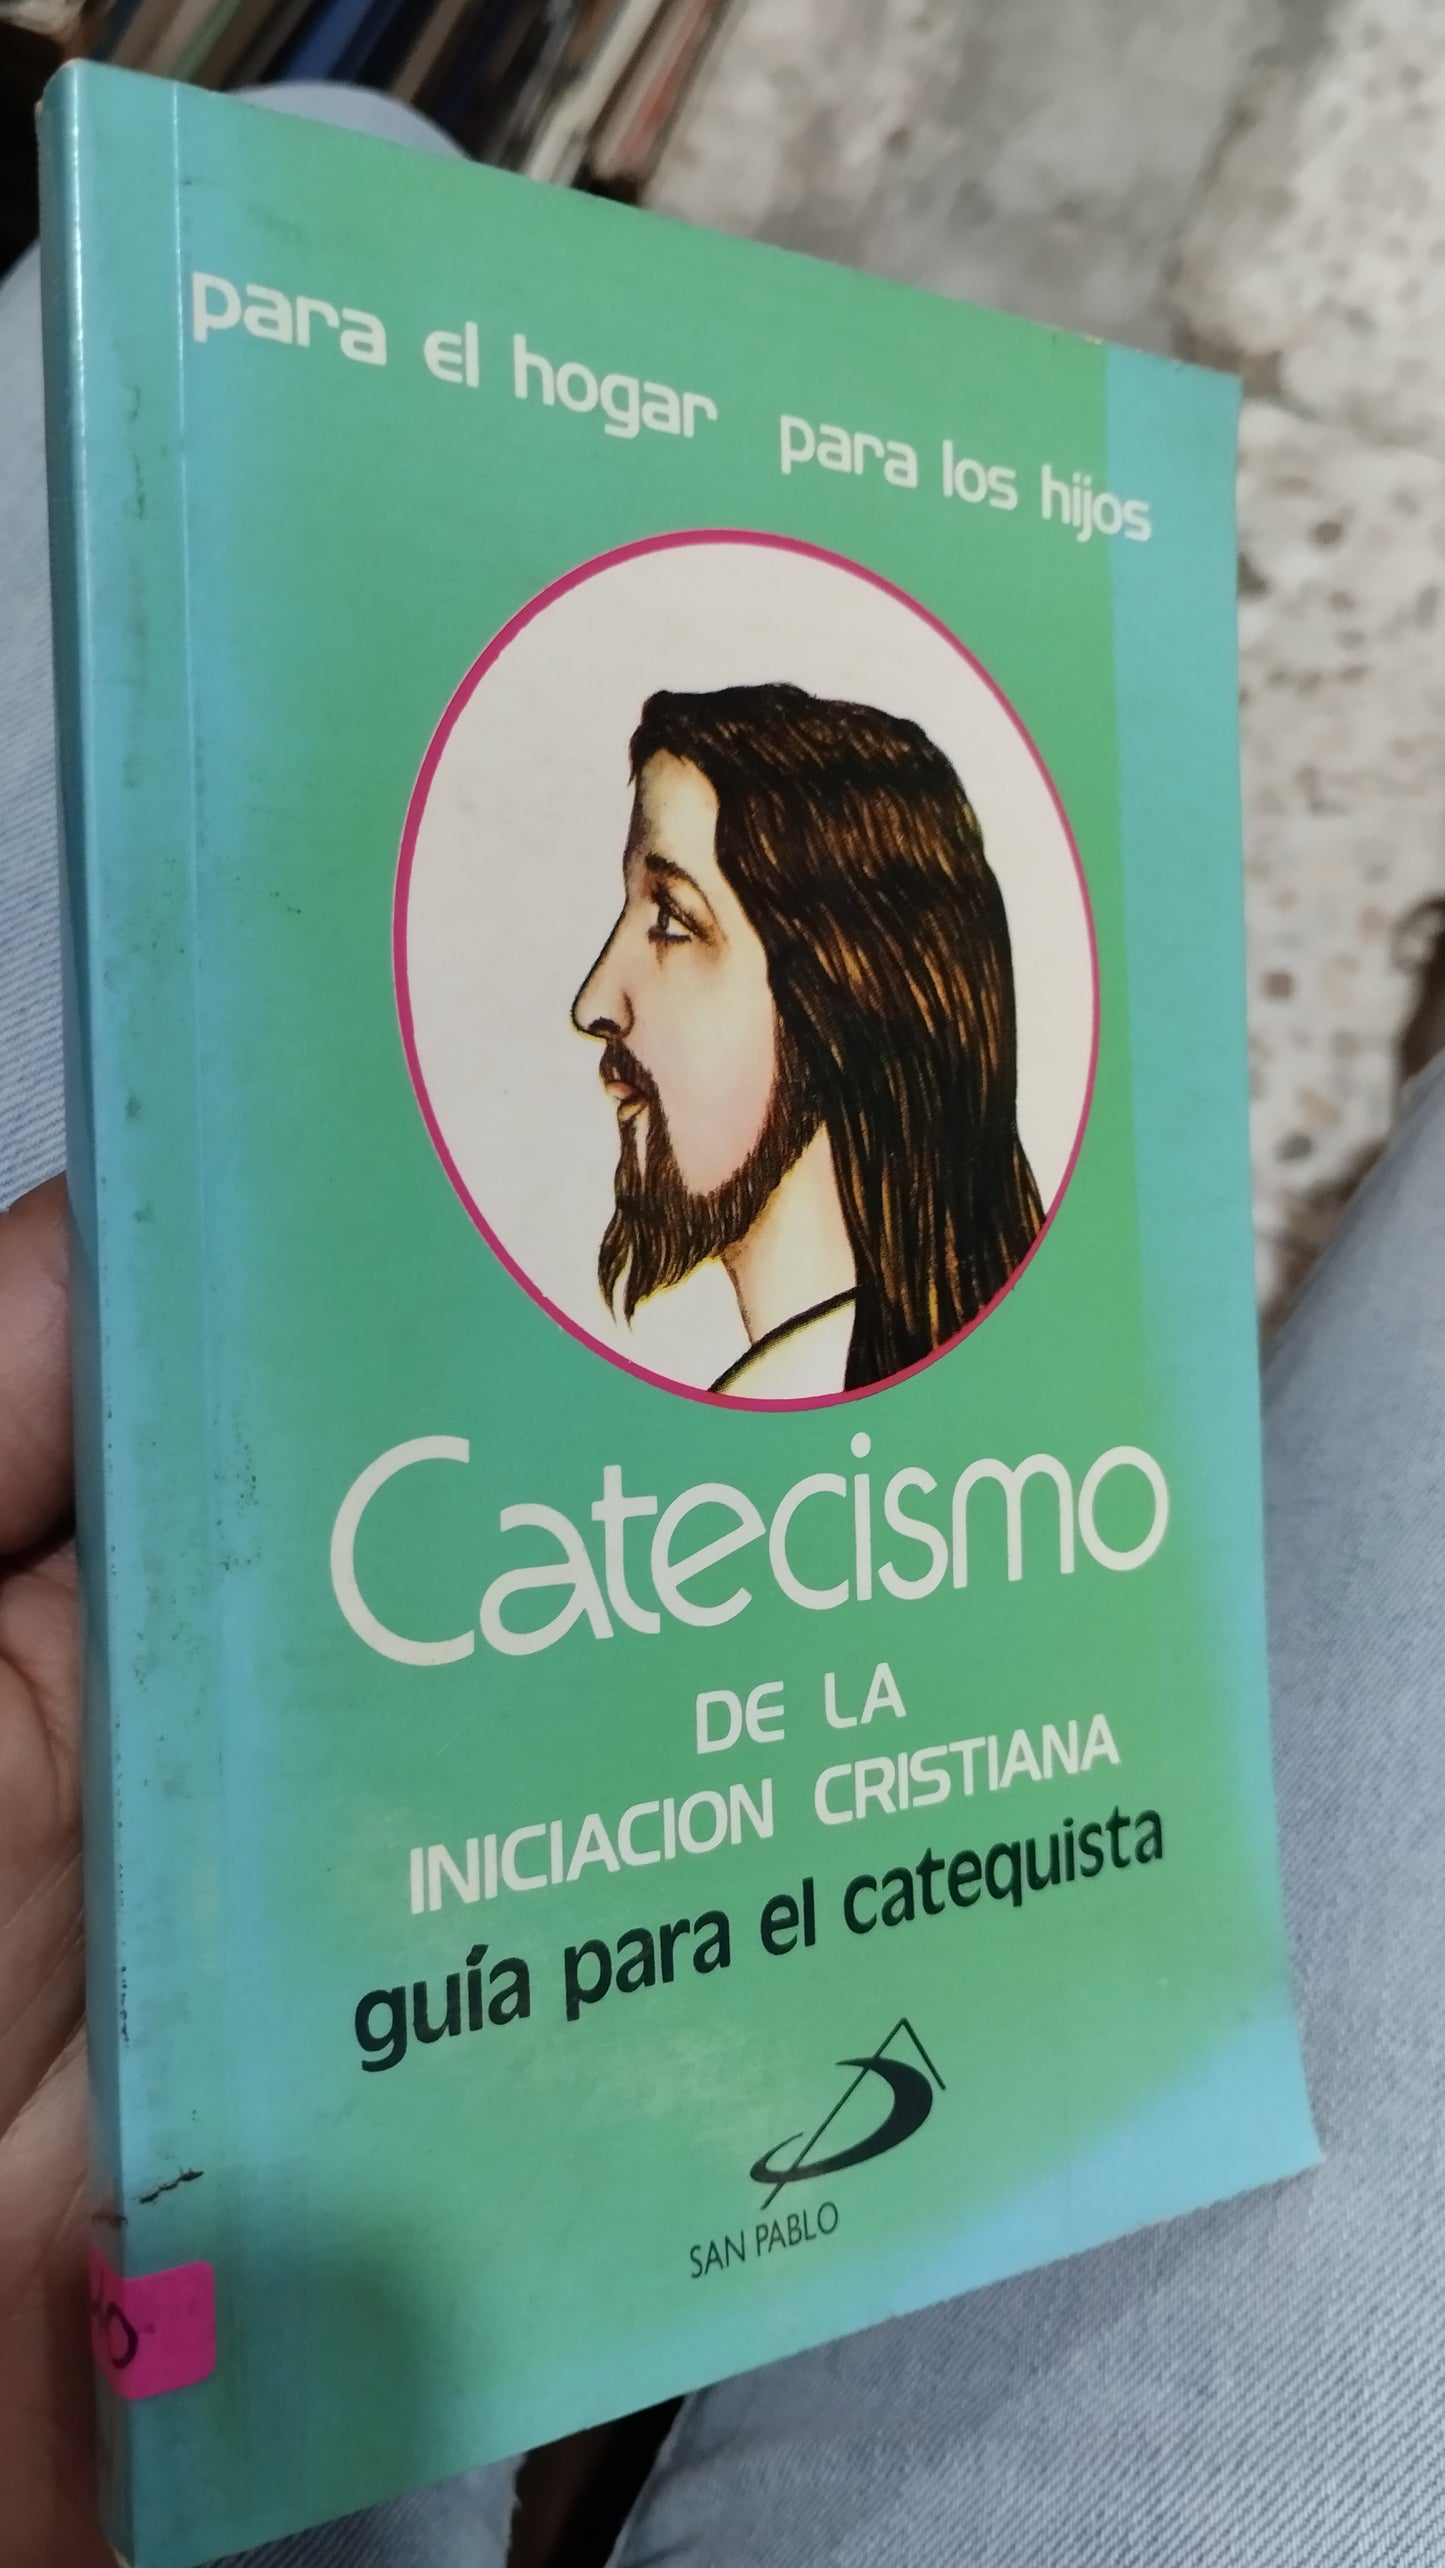 para el hogar para los hijos
Catecismo
DE LA
INICIACION CRISTIANA
guía para el catequista
SAN PABLO